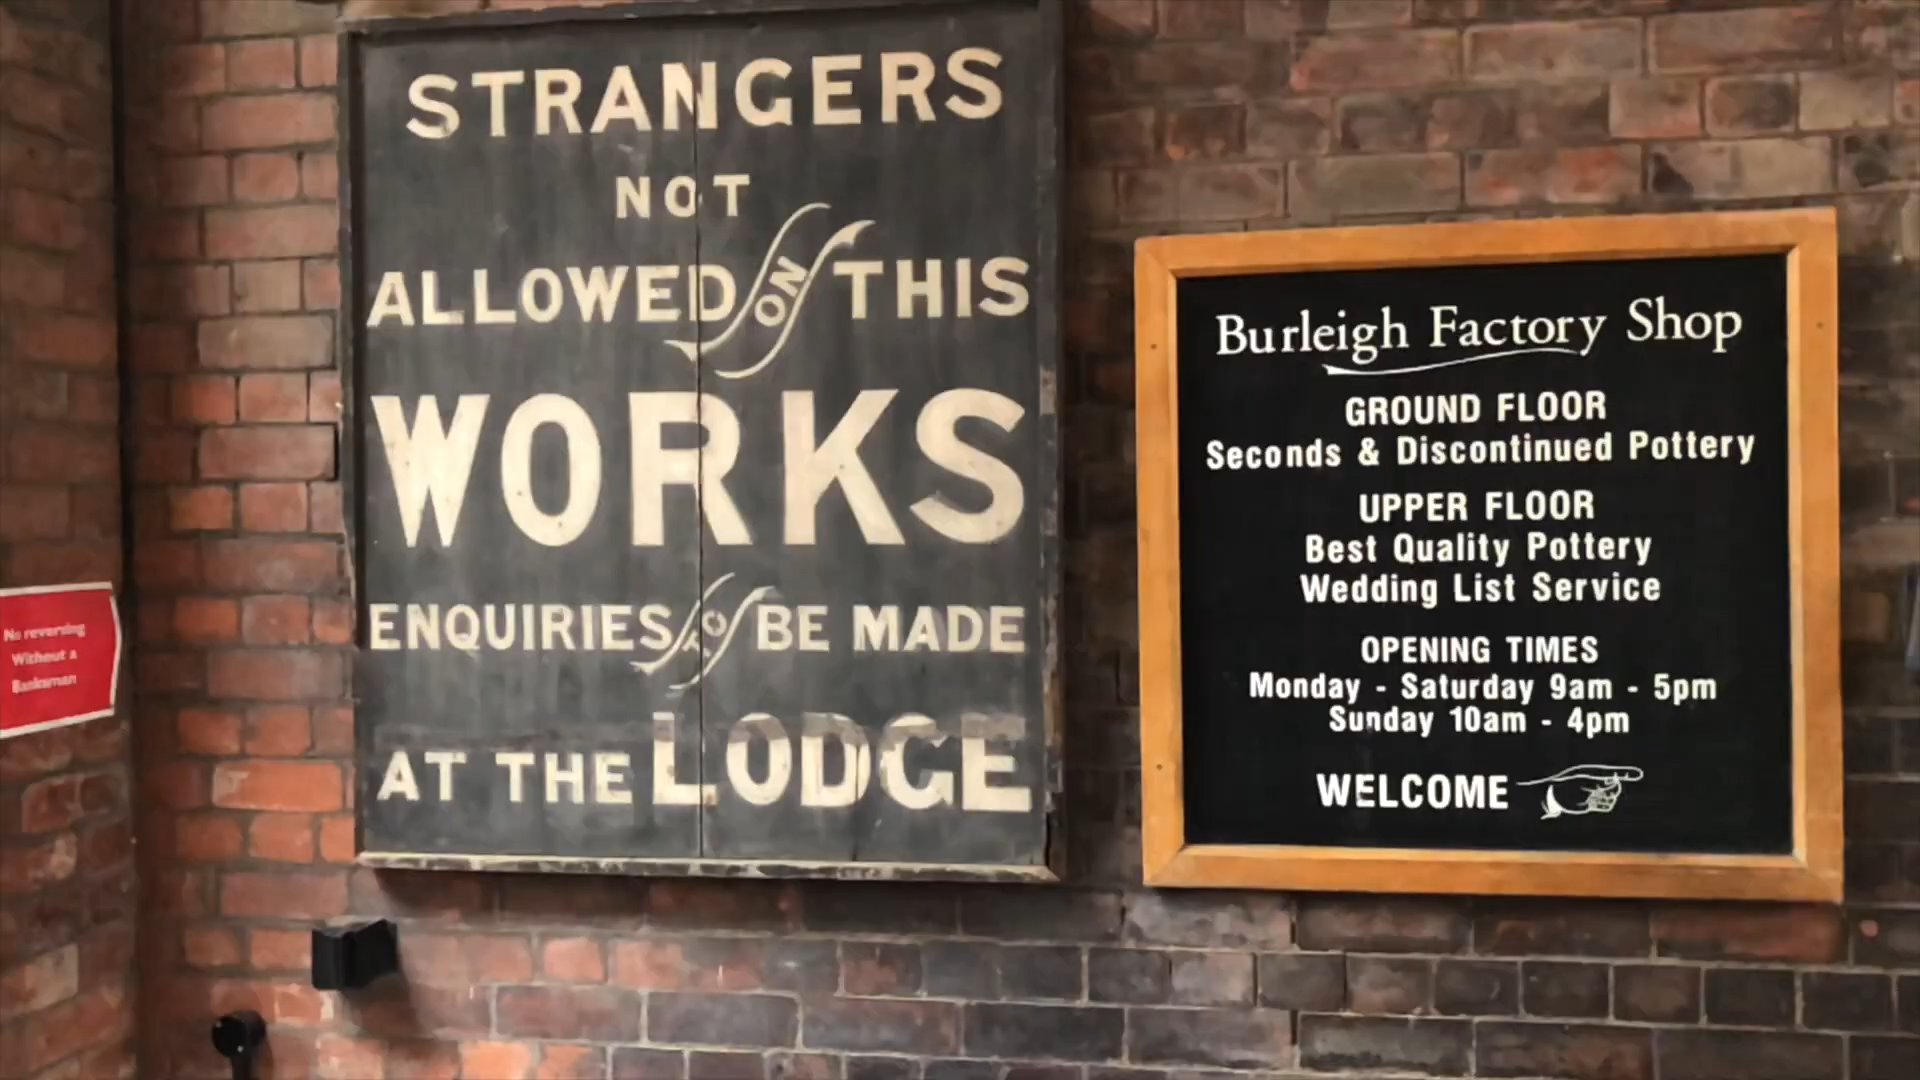 STRANGERS
NOT
ALLOWED ON THIS
WORKS
ENQUIRIES TO BE MADE
AT THE LODGE
Burleigh Factory Shop
GROUND FLOOR
Seconds & Discontinued Pottery
UPPER FLOOR
Best Quality Pottery
Wedding List Service
OPENING TIMES
Monday - Saturday 9am - 5pm
Sunday 10am - 4pm
WELCOME
No reversing
Without a
Banksman